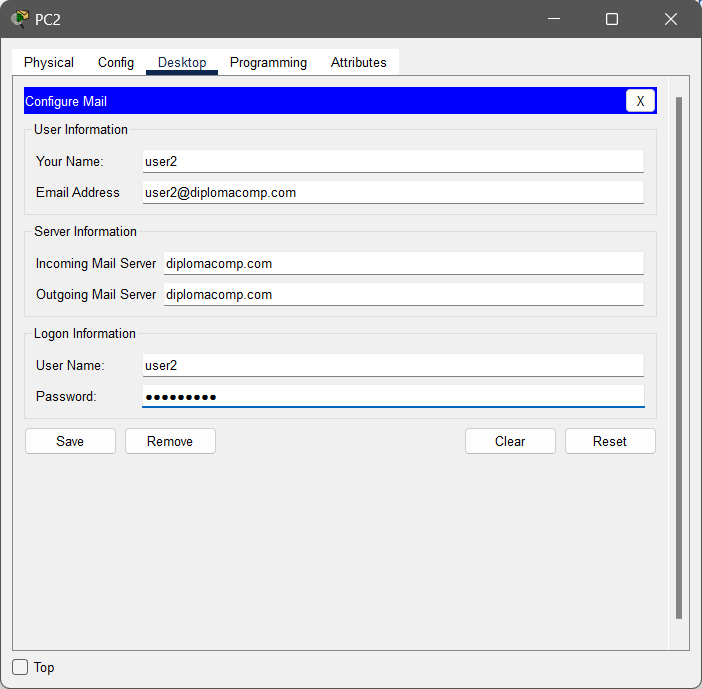 PC2
Physical Config Desktop Programming Attributes
Configure Mail X
User Information
Your Name: user2
Email Address user2@diplomacomp.com
Server Information
Incoming Mail Server diplomacomp.com
Outgoing Mail Server diplomacomp.com
Logon Information
User Name: user2
Password: •••••••••
Save Remove Clear Reset
Top